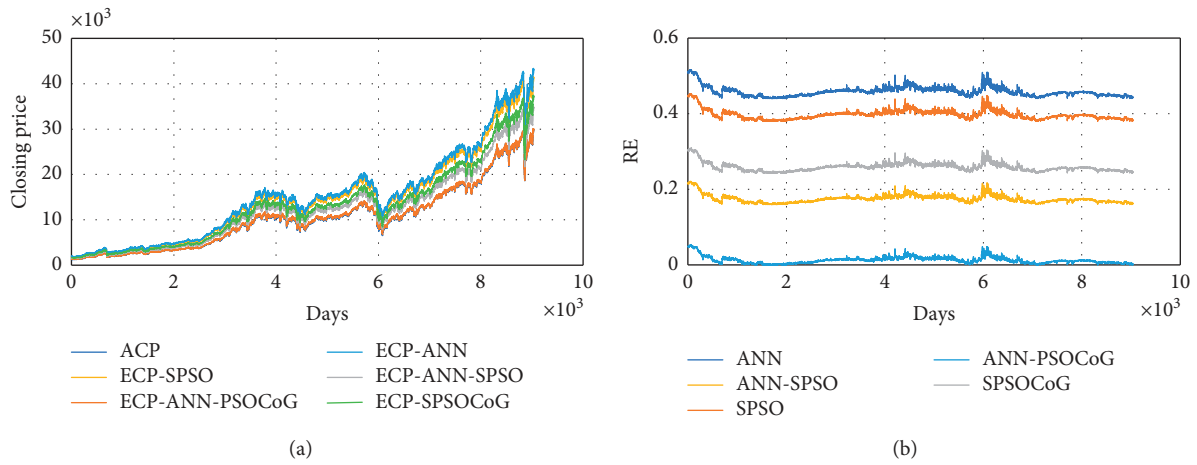 ×10³
50
40
30
20
10
0
Closing price
0 2 4 6 8 10
×10³
Days
ACP
ECP-SPSO
ECP-ANN-PSOCoG
ECP-ANN
ECP-ANN-SPSO
ECP-SPSOCoG
(a)
0.6
0.4
0.2
0
RE
0 2 4 6 8 10
×10³
Days
ANN
ANN-SPSO
SPSO
ANN-PSOCoG
SPSOCoG
(b)